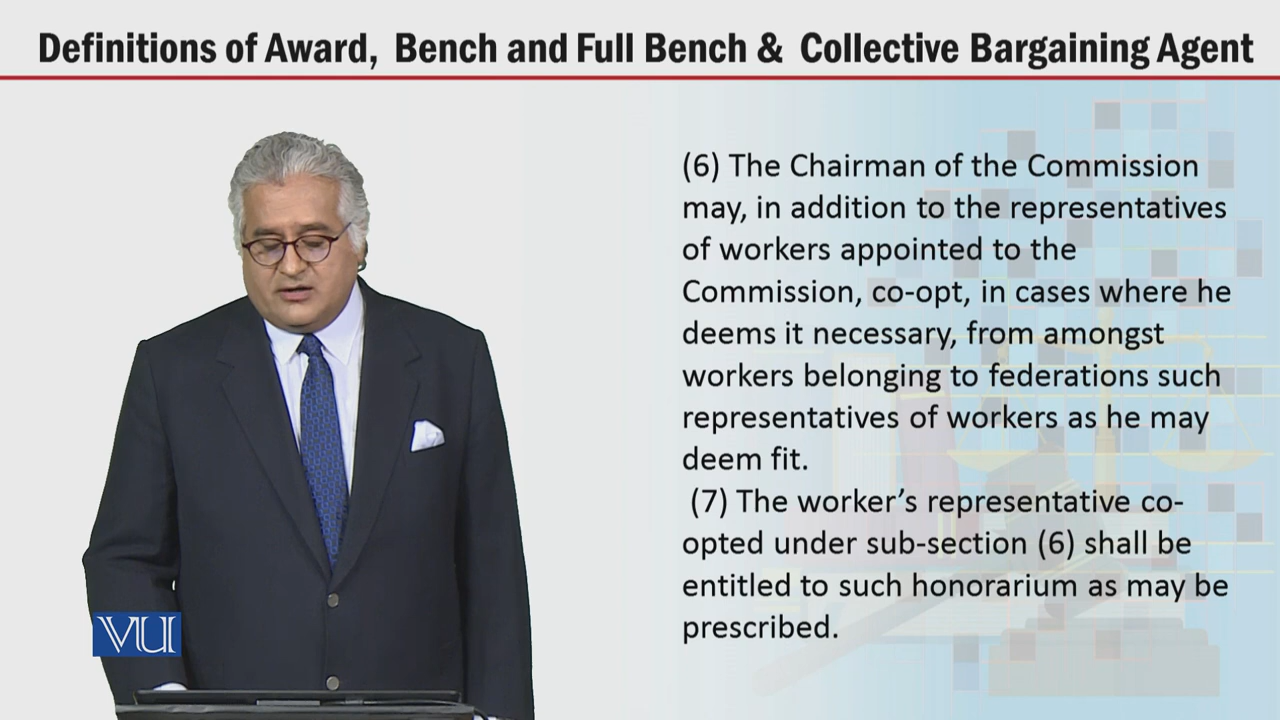 Definitions of Award, Bench and Full Bench & Collective Bargaining Agent
(6) The Chairman of the Commission
may, in addition to the representatives
of workers appointed to the
Commission, co-opt, in cases where he
deems it necessary, from amongst
workers belonging to federations such
representatives of workers as he may
deem fit.
(7) The worker’s representative co-
opted under sub-section (6) shall be
entitled to such honorarium as may be
prescribed.
VU